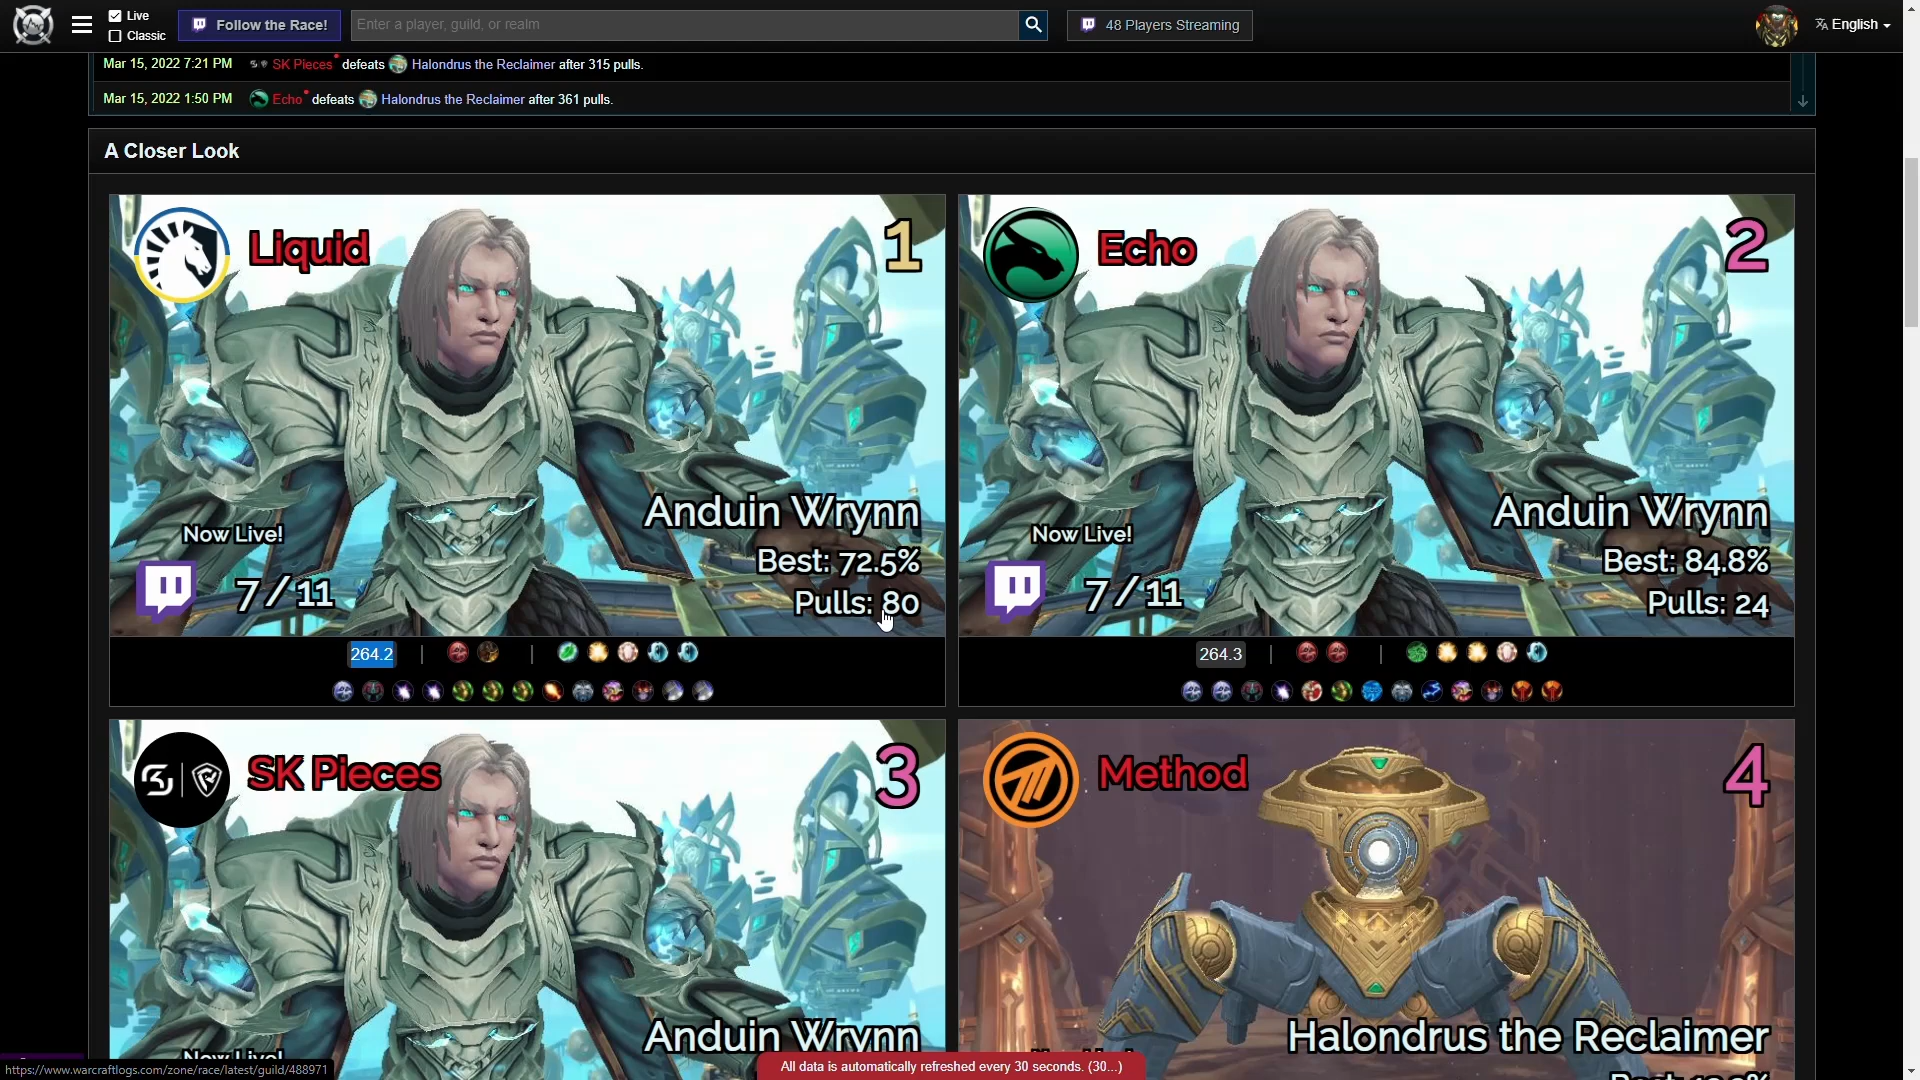 Live
Classic
Follow the Race!
Enter a player, guild, or realm
48 Players Streaming
English
Mar 15, 2022 7:21 PM SK Pieces defeats Halondrus the Reclaimer after 315 pulls.
Mar 15, 2022 1:50 PM Echo defeats Halondrus the Reclaimer after 361 pulls.
A Closer Look
Liquid
1
Anduin Wrynn
Now Live!
Best: 72.5%
7/11
Pulls: 80
264.2
Echo
2
Anduin Wrynn
Now Live!
Best: 84.8%
7/11
Pulls: 24
264.3
SK Pieces
3
Anduin Wrynn
Now Live!
Method
4
Halondrus the Reclaimer
https://www.warcraftlogs.com/zone/race/latest/guild/488971
All data is automatically refreshed every 30 seconds. (30...)